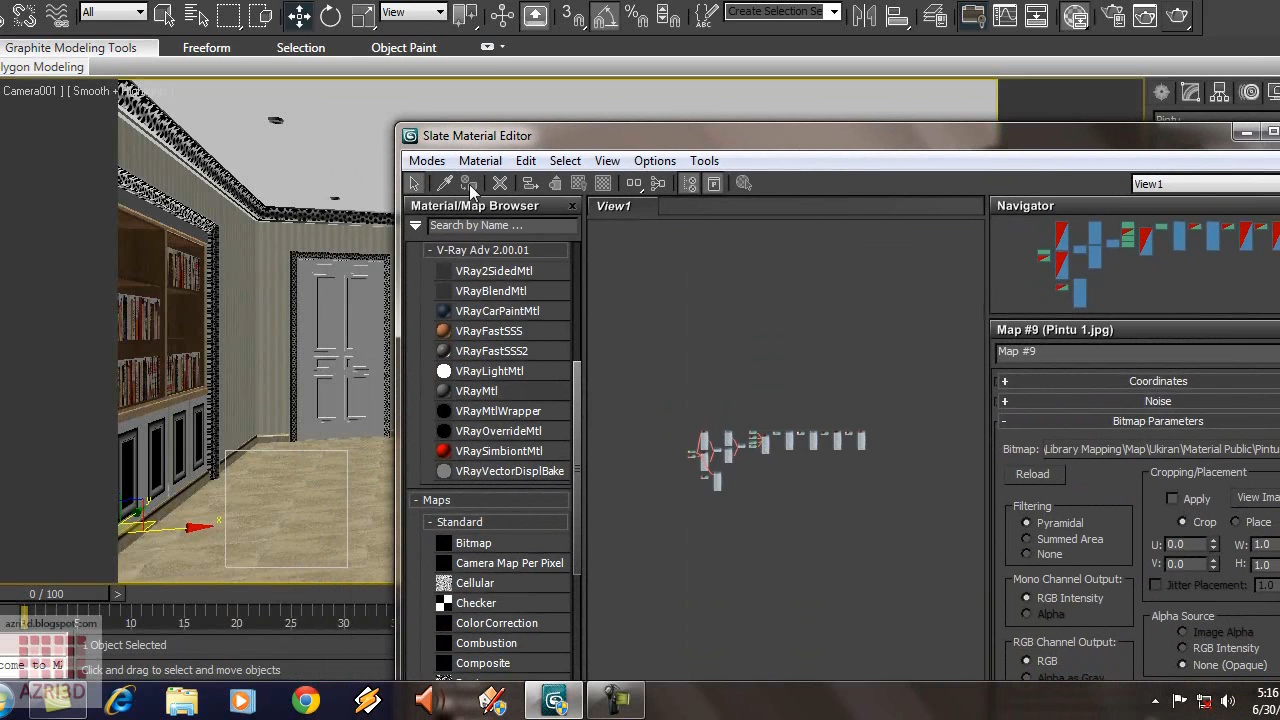 All
View
3
%
Create Selection Se
Graphite Modeling Tools
Freeform
Selection
Object Paint
lygon Modeling
Camera001 ] [ Smooth +
Slate Material Editor
Modes
Material
Edit
Select
View
Options
Tools
View1
Material/Map Browser
Search by Name ...
View1
Navigator
- V-Ray Adv 2.00.01
VRay2SidedMtl
VRayBlendMtl
VRayCarPaintMtl
VRayFastSSS
VRayFastSSS2
VRayLightMtl
VRayMtl
VRayMtlWrapper
VRayOverrideMtl
VRaySimbiontMtl
VRayVectorDisplBake
- Maps
- Standard
Bitmap
Camera Map Per Pixel
Cellular
Checker
ColorCorrection
Combustion
Composite
Map #9 (Pintu 1.jpg)
Map #9
+ Coordinates
+ Noise
- Bitmap Parameters
Bitmap: \Library Mapping\Map\Ukiran\Material Public\Pintu
Reload
Cropping/Placement
Apply
View Ima
Crop
Place
U: 0.0
W: 1.0
V: 0.0
H: 1.0
Jitter Placement: 1.0
Filtering
Pyramidal
Summed Area
None
Mono Channel Output:
RGB Intensity
Alpha
RGB Channel Output:
RGB
Alpha as Gray
Alpha Source
Image Alpha
RGB Intensity
None (Opaque)
y
x
0 / 100
>
5
10
15
20
25
30
35
azri3d.blogspot.com
1 Object Selected
come to M
Click and drag to select and move objects
AZRI3D
5:16
6/30/